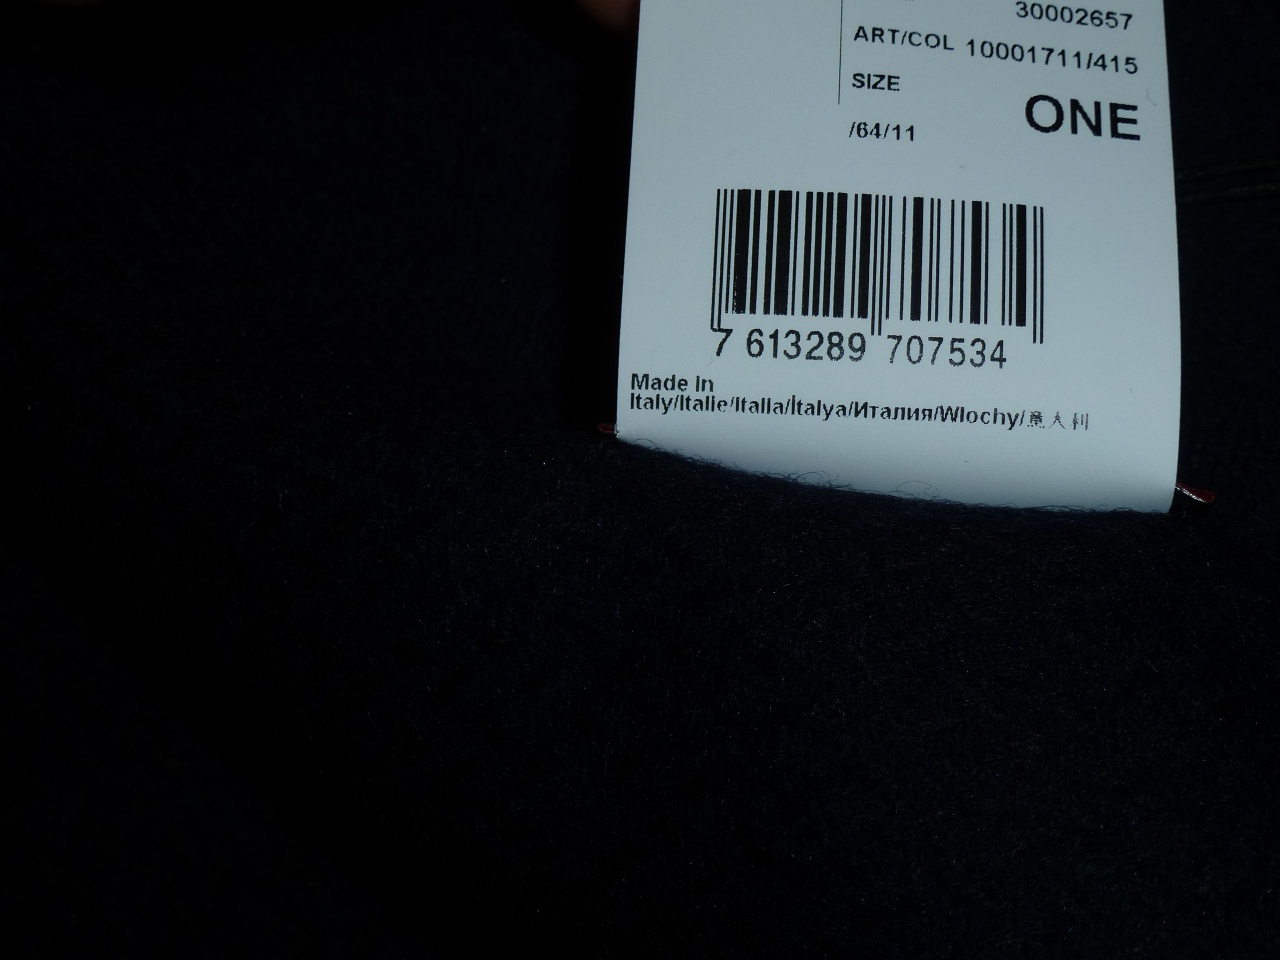 30002657
ART/COL 10001711/415
SIZE
ONE
/64/11
7 613289 707534
Made In
Italy/Italie/Italia/İtalya/Италия/Wlochy/意大利